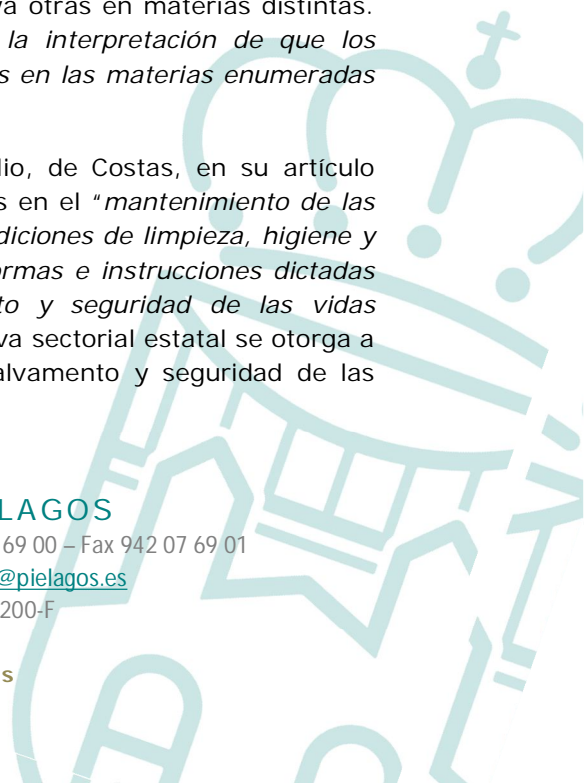 va otras en materias distintas.
la interpretación de que los
s en las materias enumeradas
lio, de Costas, en su artículo
s en el “mantenimiento de las
diciones de limpieza, higiene y
ormas e instrucciones dictadas
to y seguridad de las vidas
va sectorial estatal se otorga a
alvamento y seguridad de las
LAGOS
69 00 – Fax 942 07 69 01
@pielagos.es
200-F
s